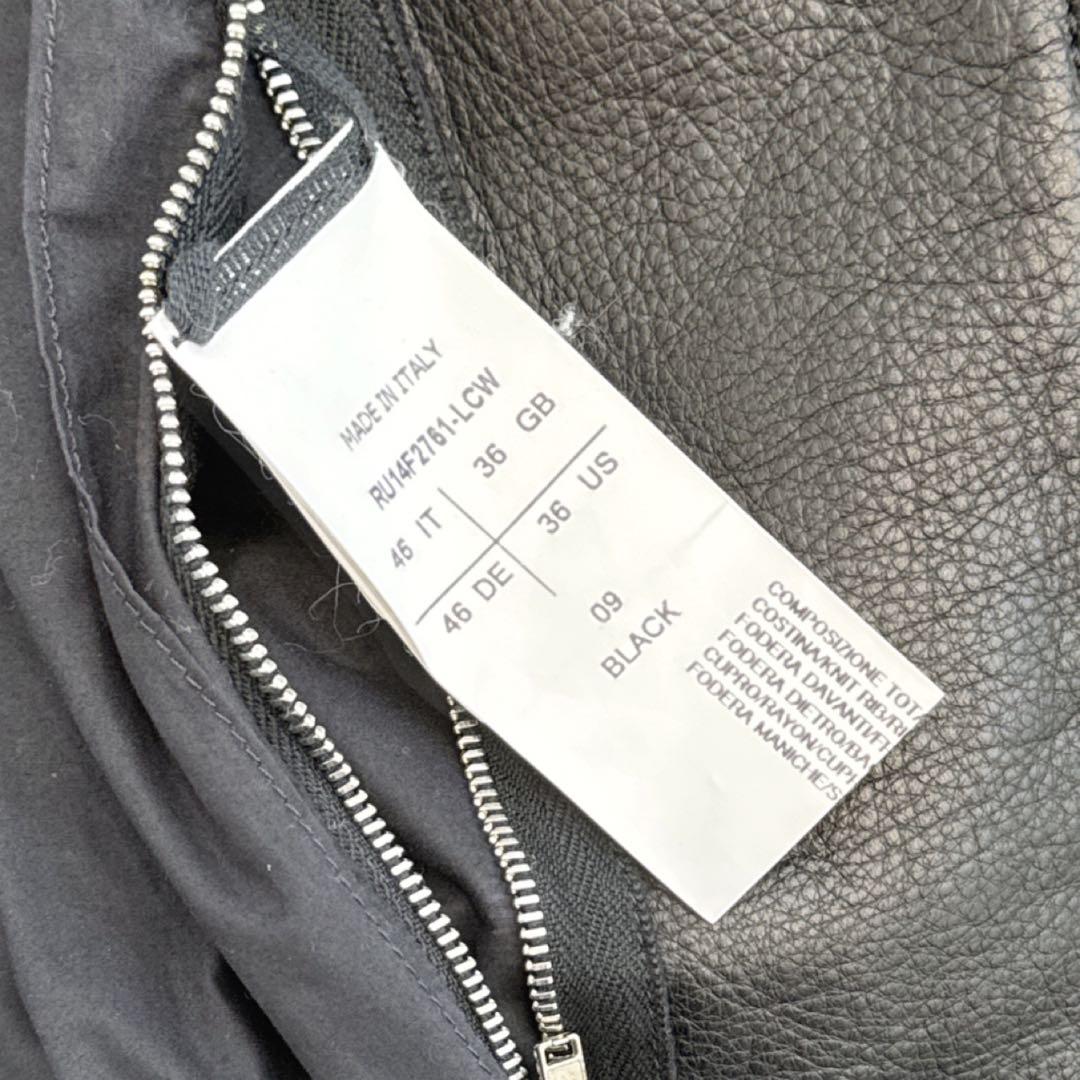 MADE IN ITALY
RU14F2761-LCW
46 IT
36 GB
46 DE
36 US
09
BLACK
COMPOSIZIONE TOT
COSTINA/KNIT RIB/RI
FODERA DAVANTI/F
FODERA DIETRO/BA
CUPRO/RAYON/CUP
FODERA MANICHE/S